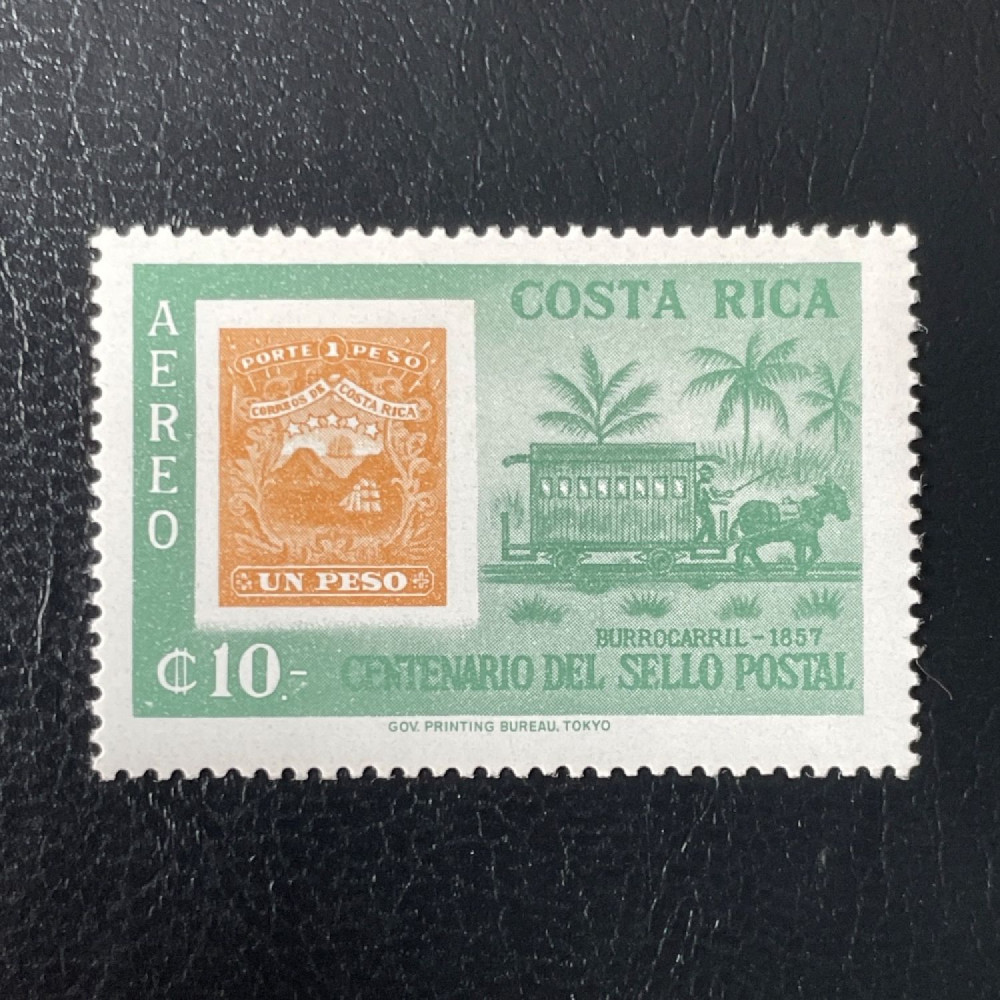 COSTA RICA
AEREO
PORTE 1 PESO
CORREOS DE COSTA RICA
UN PESO
BURROCARRIL - 1857
₡10.-
CENTENARIO DEL SELLO POSTAL
GOV. PRINTING BUREAU, TOKYO